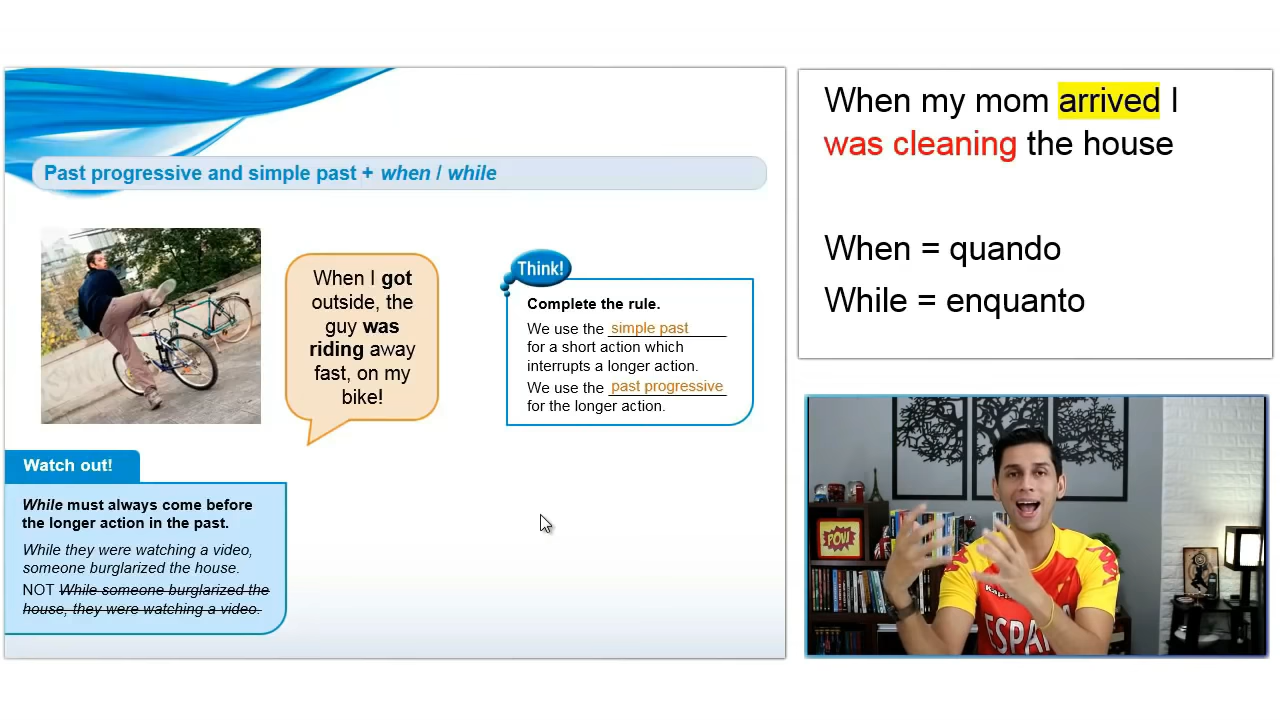 Past progressive and simple past + when / while
When I got
outside, the
guy was
riding away
fast, on my
bike!
Think!
Complete the rule.
We use the simple past
for a short action which
interrupts a longer action.
We use the past progressive
for the longer action.
Watch out!
While must always come before
the longer action in the past.
While they were watching a video,
someone burglarized the house.
NOT While someone burglarized the
house, they were watching a video.
When my mom arrived I
was cleaning the house
When = quando
While = enquanto
POW!
ESPAÑ